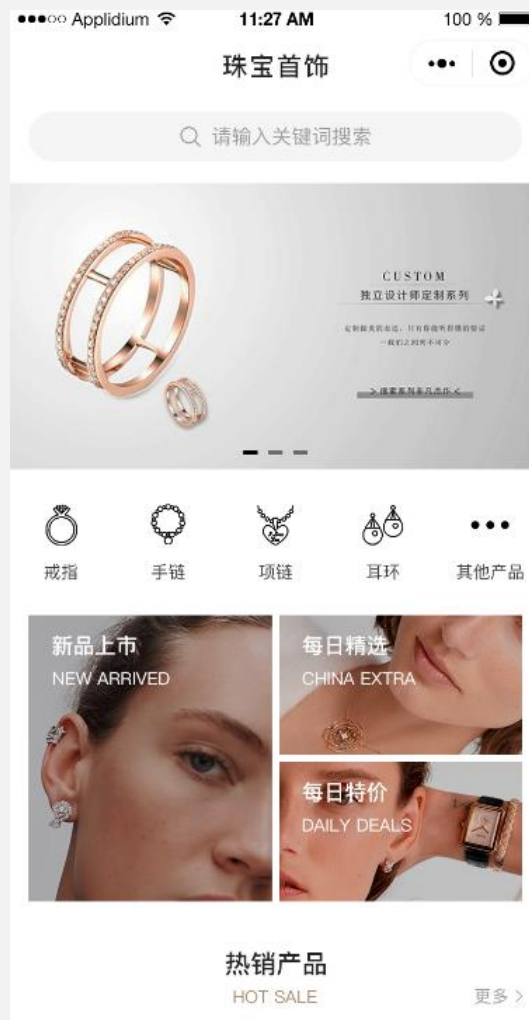 Applidium 11:27 AM 100 %
珠宝首饰
请输入关键词搜索
CUSTOM
独立设计师定制系列
戒指 手链 项链 耳环 其他产品
新品上市
NEW ARRIVED
每日精选
CHINA EXTRA
每日特价
DAILY DEALS
热销产品
HOT SALE
更多 >